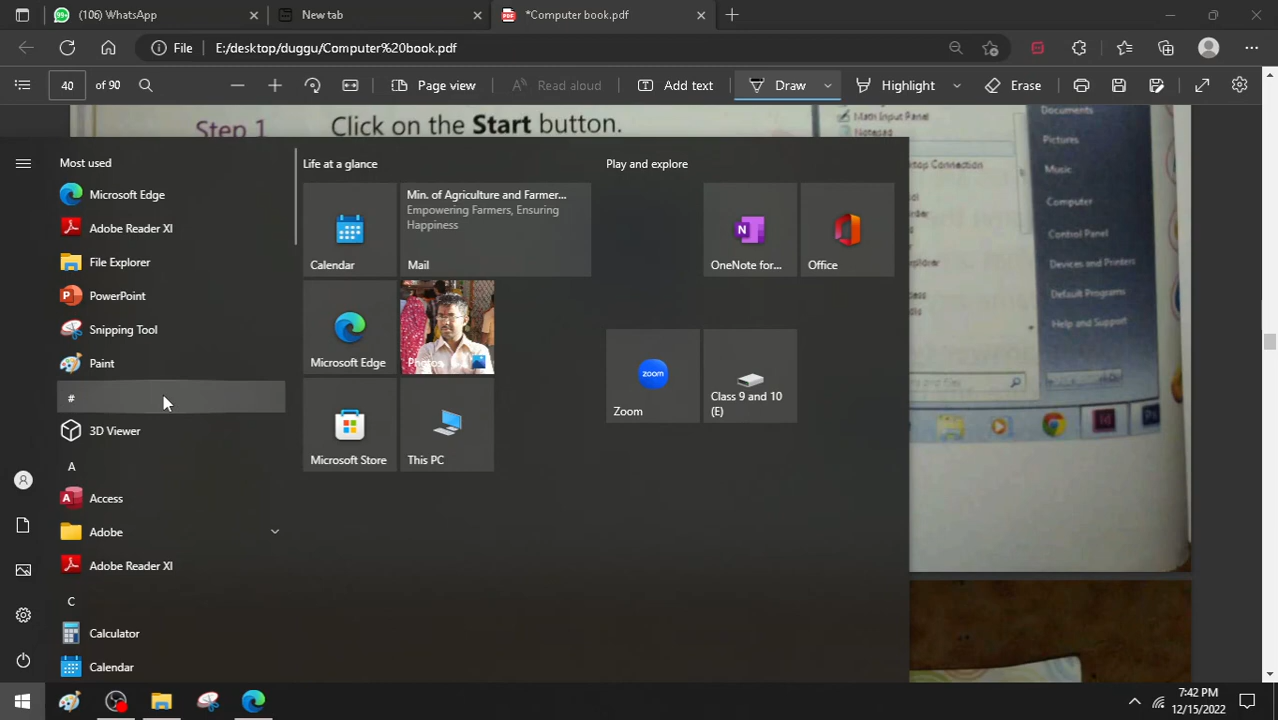 (106) WhatsApp
New tab
*Computer book.pdf
File
E:/desktop/duggu/Computer%20book.pdf
40
of 90
Page view
Read aloud
Add text
Draw
Highlight
Erase
Step 1
Click on the Start button.
Math Input Panel
Notepad
Documents
Pictures
Music
Computer
Control Panel
Devices and Printers
Default Programs
Help and Support
Most used
Microsoft Edge
Adobe Reader XI
File Explorer
PowerPoint
Snipping Tool
Paint
#
3D Viewer
A
Access
Adobe
Adobe Reader XI
C
Calculator
Calendar
Life at a glance
Calendar
Min. of Agriculture and Farmer...
Empowering Farmers, Ensuring
Happiness
Mail
Microsoft Edge
Photos
Microsoft Store
This PC
Play and explore
OneNote for...
Office
zoom
Zoom
Class 9 and 10
(E)
7:42 PM
12/15/2022